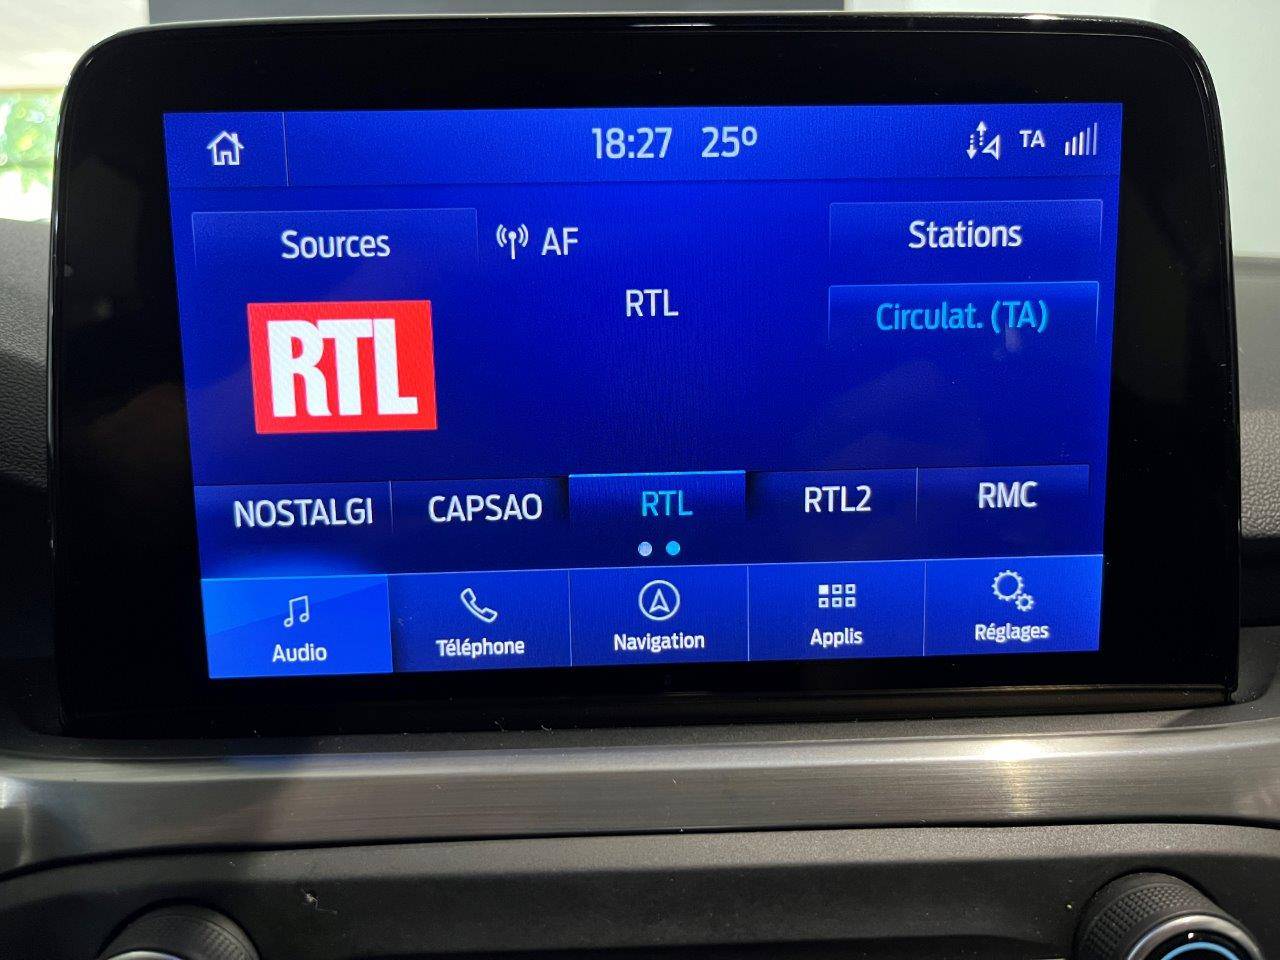 18:27 25º
TA
Sources
AF
Stations
RTL
Circulat. (TA)
RTL
NOSTALGI
CAPSAO
RTL
RTL2
RMC
Audio
Téléphone
Navigation
Applis
Réglages